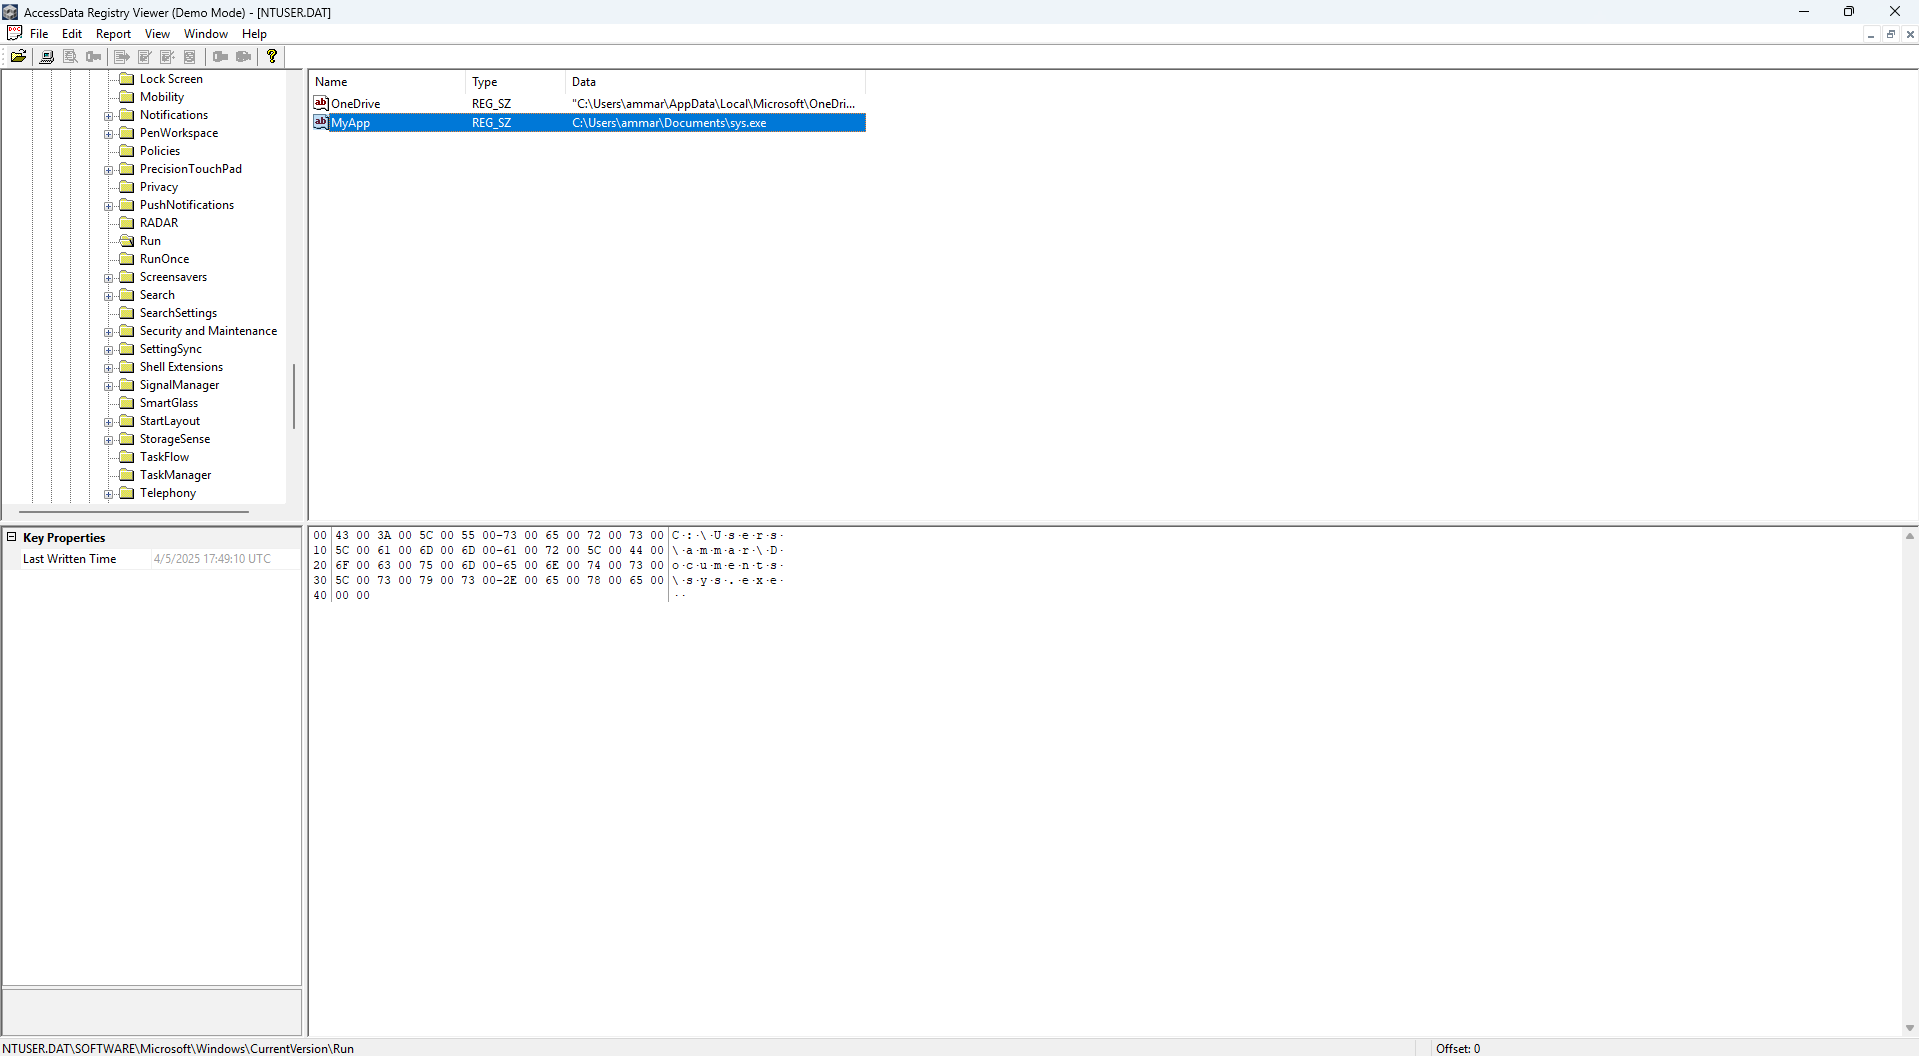 AccessData Registry Viewer (Demo Mode) - [NTUSER.DAT]
File Edit Report View Window Help
Lock Screen
Mobility
Notifications
PenWorkspace
Policies
PrecisionTouchPad
Privacy
PushNotifications
RADAR
Run
RunOnce
Screensavers
Search
SearchSettings
Security and Maintenance
SettingSync
Shell Extensions
SignalManager
SmartGlass
StartLayout
StorageSense
TaskFlow
TaskManager
Telephony
Name Type Data
ab OneDrive REG_SZ "C:\Users\ammar\AppData\Local\Microsoft\OneDri...
ab MyApp REG_SZ C:\Users\ammar\Documents\sys.exe
Key Properties
Last Written Time 4/5/2025 17:49:10 UTC
00 43 00 3A 00 5C 00 55 00-73 00 65 00 72 00 73 00 C·:·\·U·s·e·r·s·
10 5C 00 61 00 6D 00 6D 00-61 00 72 00 5C 00 44 00 \·a·m·m·a·r·\·D·
20 6F 00 63 00 75 00 6D 00-65 00 6E 00 74 00 73 00 o·c·u·m·e·n·t·s·
30 5C 00 73 00 79 00 73 00-2E 00 65 00 78 00 65 00 \·s·y·s·.·e·x·e·
40 00 00 ··
NTUSER.DAT\SOFTWARE\Microsoft\Windows\CurrentVersion\Run
Offset: 0